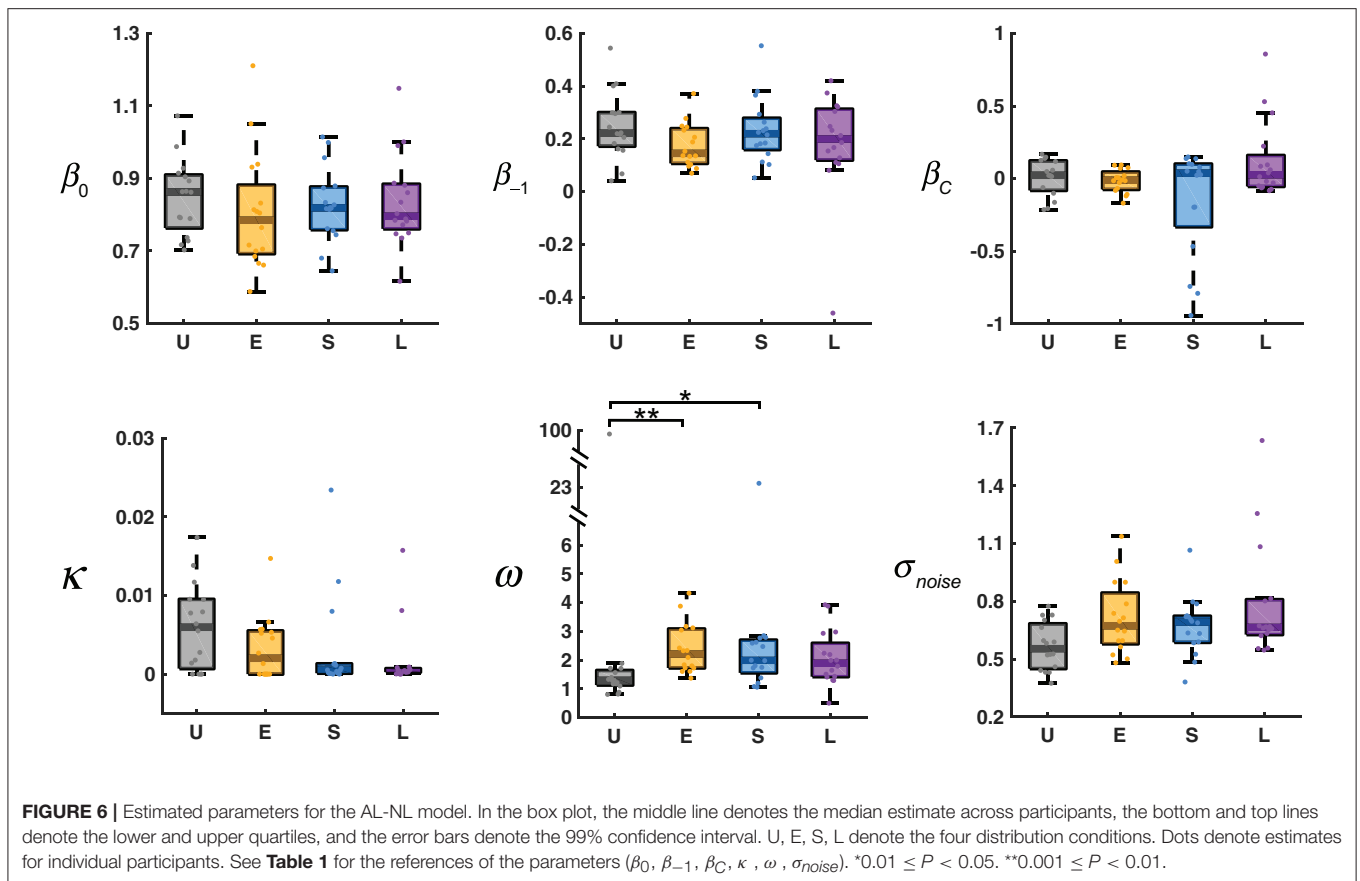 1.3
1.1
0.9
0.7
0.5
β0
U E S L
0.6
0.4
0.2
0
-0.2
-0.4
β−1
U E S L
1
0.5
0
-0.5
-1
βC
U E S L
0.03
0.02
0.01
0
κ
U E S L
100
23
6
5
4
3
2
1
0
ω
**
*
U E S L
1.7
1.4
1.1
0.8
0.5
0.2
σnoise
U E S L
FIGURE 6 | Estimated parameters for the AL-NL model. In the box plot, the middle line denotes the median estimate across participants, the bottom and top lines
denote the lower and upper quartiles, and the error bars denote the 99% confidence interval. U, E, S, L denote the four distribution conditions. Dots denote estimates
for individual participants. See Table 1 for the references of the parameters (β0, β−1, βC, κ , ω , σnoise). *0.01 ≤ P < 0.05. **0.001 ≤ P < 0.01.